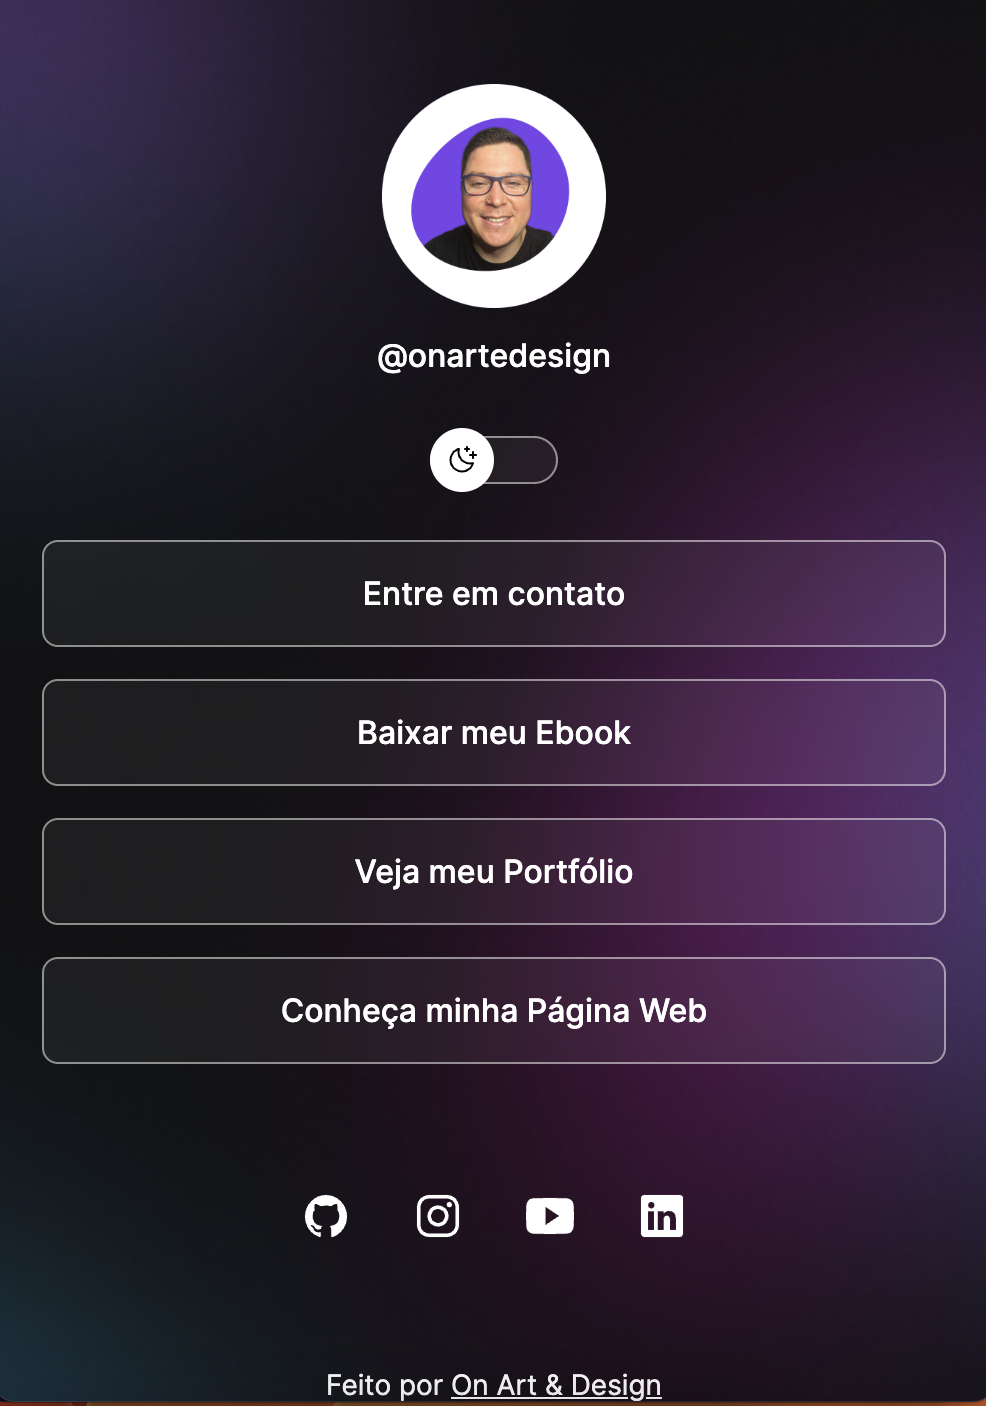 @onartedesign
Entre em contato
Baixar meu Ebook
Veja meu Portfólio
Conheça minha Página Web
in
Feito por On Art & Design